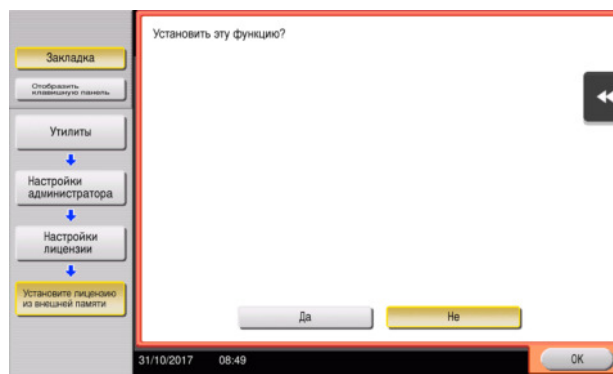 Установить эту функцию?
Закладка
Отобразить
клавишную панель
Утилиты
Настройки
администратора
Настройки
лицензии
Установите лицензию
из внешней памяти
Да
Не
31/10/2017 08:49
OK